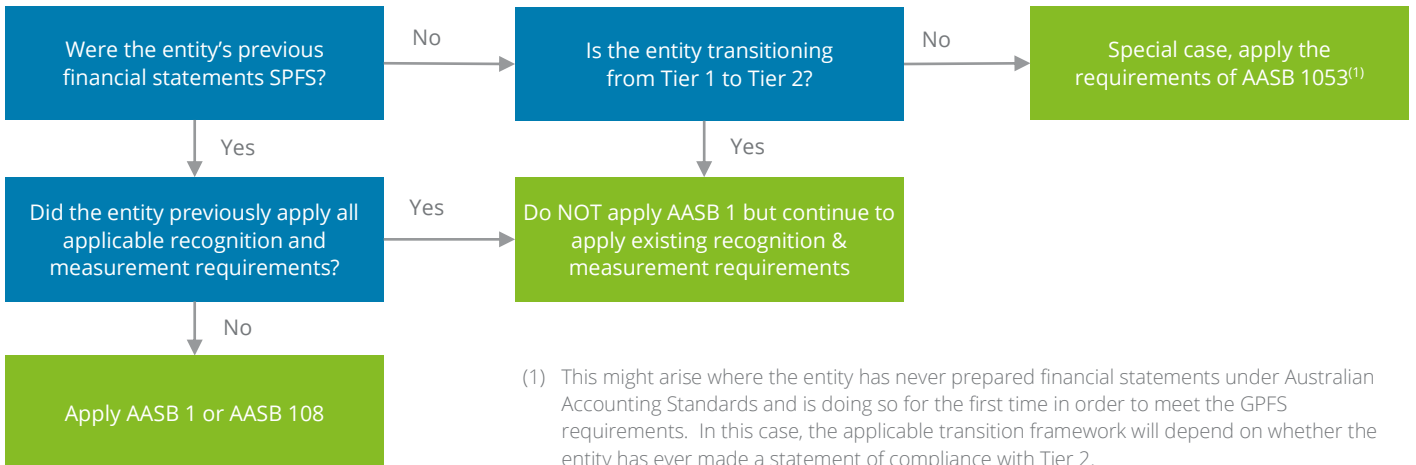 Were the entity's previous
financial statements SPFS?
No
Is the entity transitioning
from Tier 1 to Tier 2?
No
Special case, apply the
requirements of AASB 1053(1)
Yes
Yes
Did the entity previously apply all
applicable recognition and
measurement requirements?
Yes
Do NOT apply AASB 1 but continue to
apply existing recognition &
measurement requirements
No
Apply AASB 1 or AASB 108
(1) This might arise where the entity has never prepared financial statements under Australian
Accounting Standards and is doing so for the first time in order to meet the GPFS
requirements. In this case, the applicable transition framework will depend on whether the
entity has ever made a statement of compliance with Tier 2.